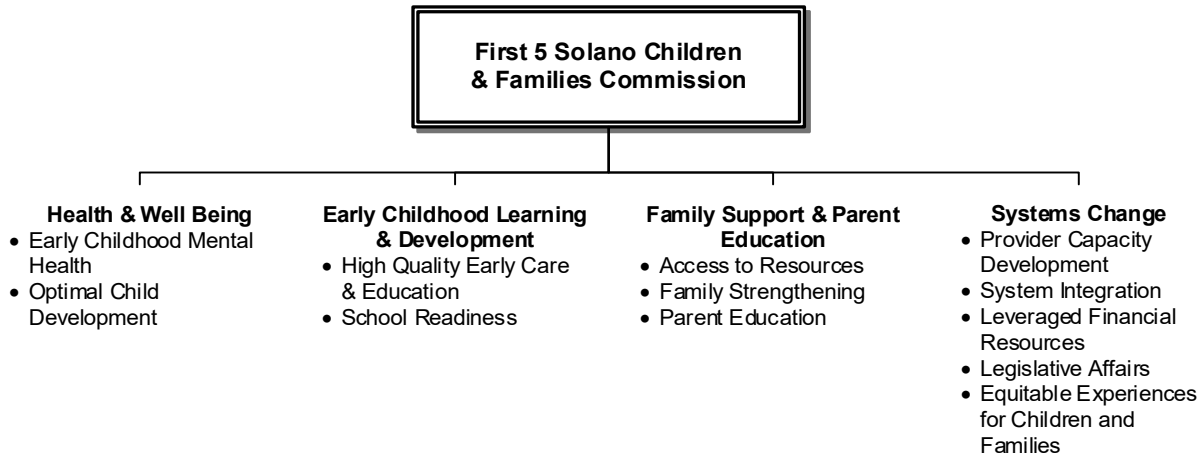 First 5 Solano Children
& Families Commission
Health & Well Being
• Early Childhood Mental
Health
• Optimal Child
Development
Early Childhood Learning
& Development
• High Quality Early Care
& Education
• School Readiness
Family Support & Parent
Education
• Access to Resources
• Family Strengthening
• Parent Education
Systems Change
• Provider Capacity
Development
• System Integration
• Leveraged Financial
Resources
• Legislative Affairs
• Equitable Experiences
for Children and
Families